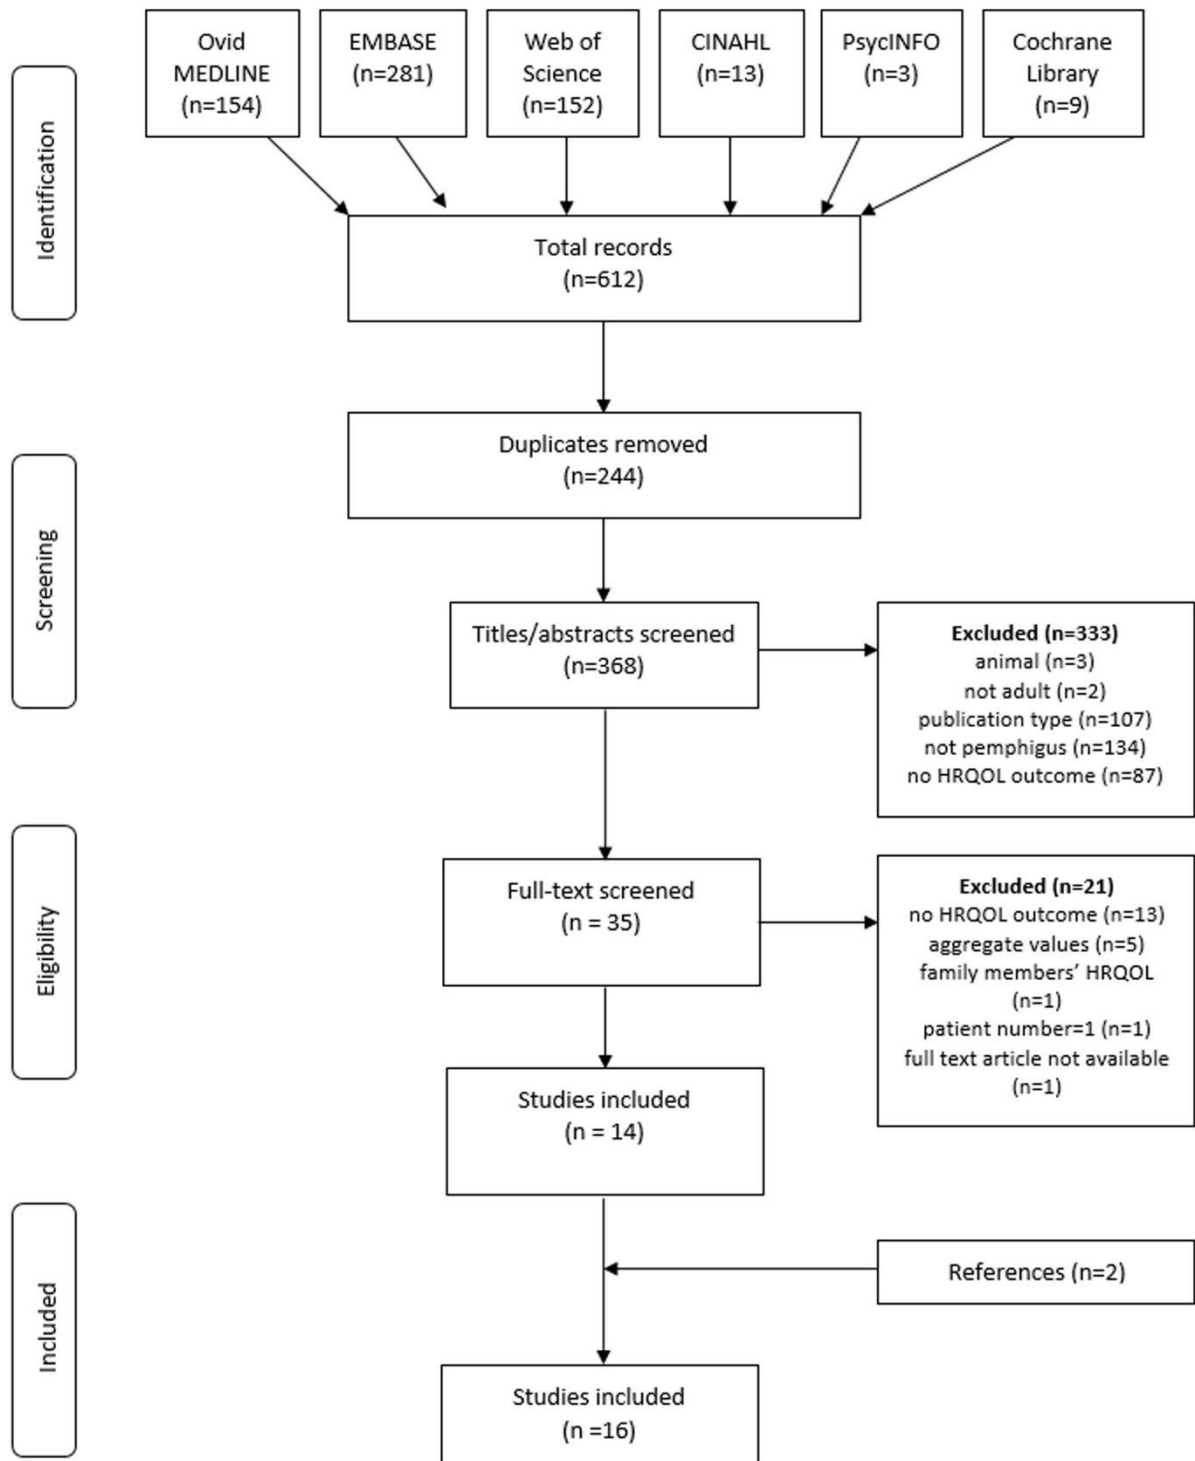 Identification
Ovid
MEDLINE
(n=154)
EMBASE
(n=281)
Web of
Science
(n=152)
CINAHL
(n=13)
PsycINFO
(n=3)
Cochrane
Library
(n=9)
Total records
(n=612)
Screening
Duplicates removed
(n=244)
Titles/abstracts screened
(n=368)
Excluded (n=333)
animal (n=3)
not adult (n=2)
publication type (n=107)
not pemphigus (n=134)
no HRQOL outcome (n=87)
Eligibility
Full-text screened
(n = 35)
Excluded (n=21)
no HRQOL outcome (n=13)
aggregate values (n=5)
family members’ HRQOL
(n=1)
patient number=1 (n=1)
full text article not available
(n=1)
Studies included
(n = 14)
Included
References (n=2)
Studies included
(n =16)